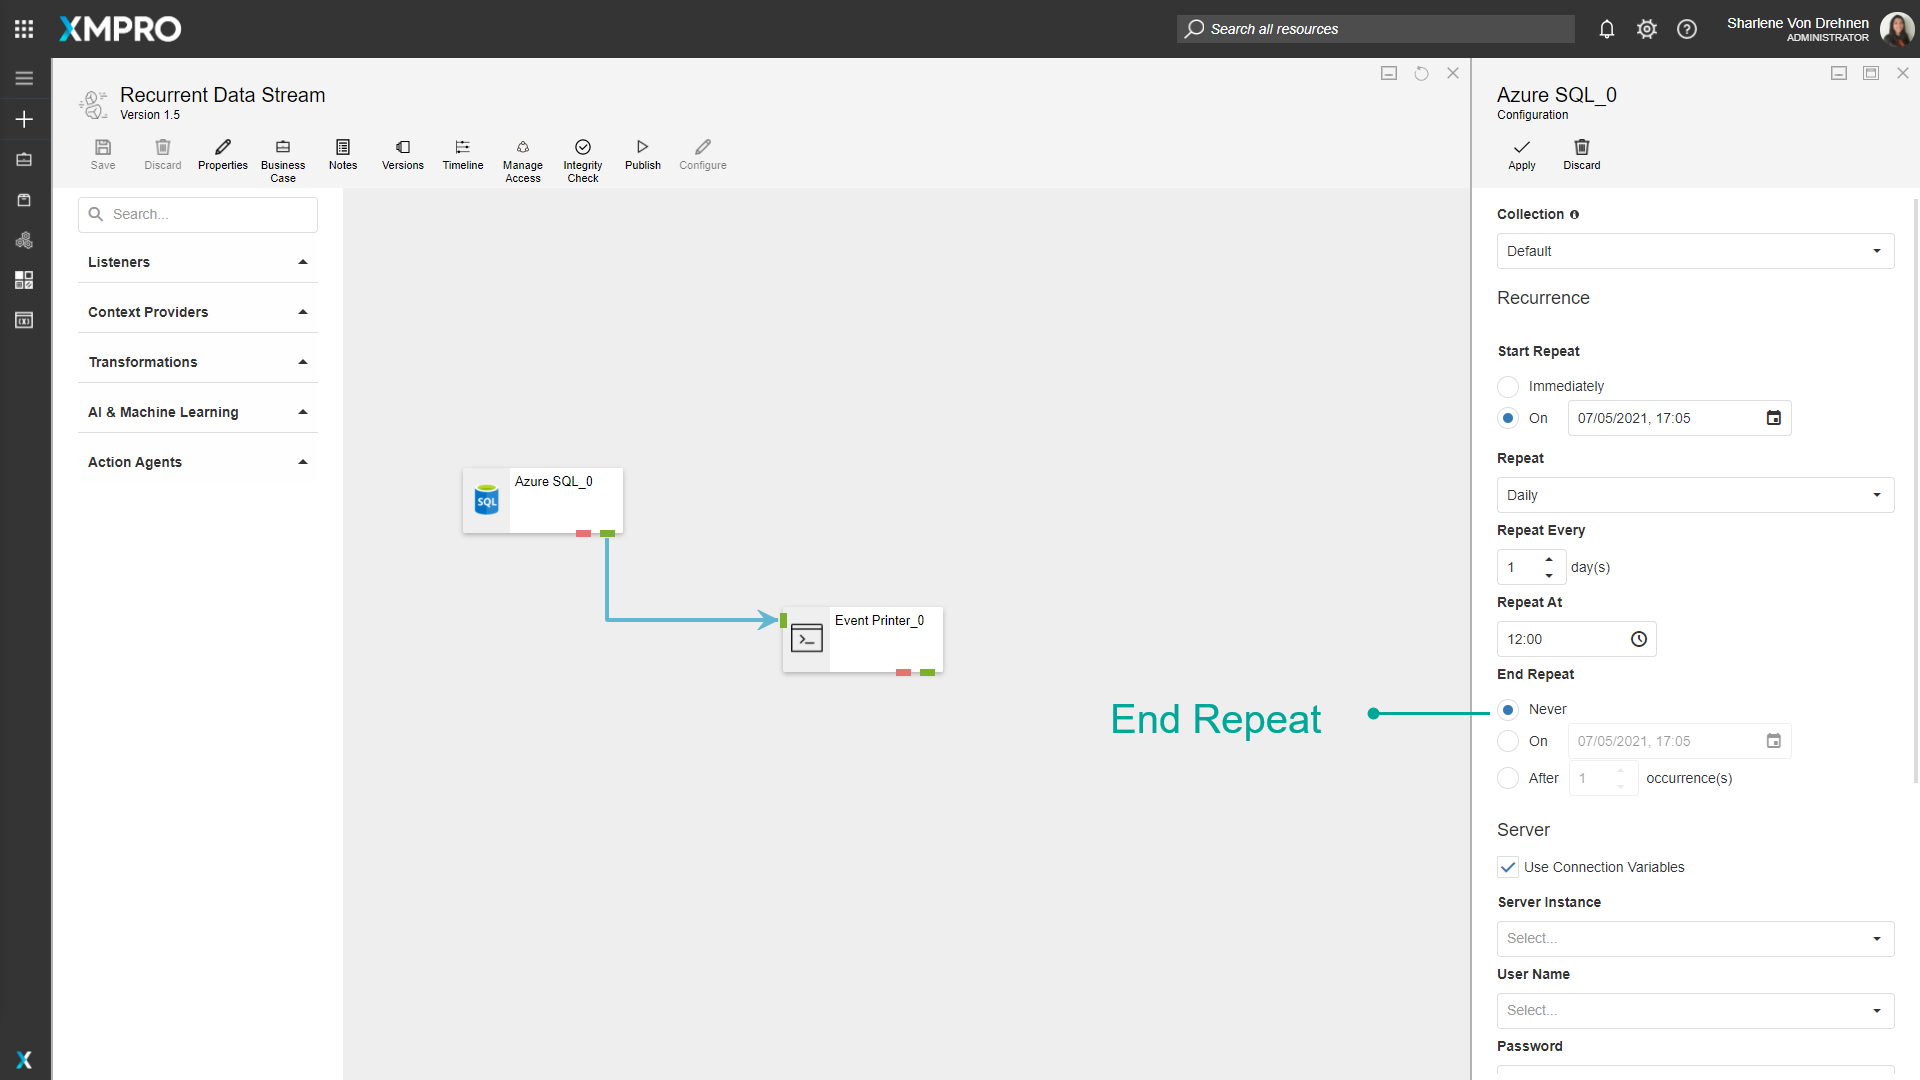 XMPRO
Search all resources
Sharlene Von Drehnen
ADMINISTRATOR
Recurrent Data Stream
Version 1.5
Save
Discard
Properties
Business Case
Notes
Versions
Timeline
Manage Access
Integrity Check
Publish
Configure
Search...
Listeners
Context Providers
Transformations
AI & Machine Learning
Action Agents
SQL
Azure SQL_0
Event Printer_0
End Repeat
Azure SQL_0
Configuration
Apply
Discard
Collection
Default
Recurrence
Start Repeat
Immediately
On 07/05/2021, 17:05
Repeat
Daily
Repeat Every
1 day(s)
Repeat At
12:00
End Repeat
Never
On 07/05/2021, 17:05
After 1 occurrence(s)
Server
Use Connection Variables
Server Instance
Select...
User Name
Select...
Password